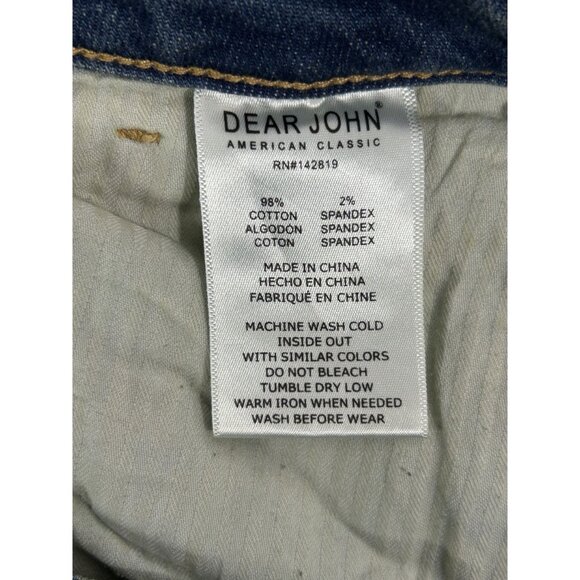 DEAR JOHN®
AMERICAN CLASSIC
RN#142819
98% 2%
COTTON SPANDEX
ALGODÓN SPANDEX
COTON SPANDEX
MADE IN CHINA
HECHO EN CHINA
FABRIQUÉ EN CHINE
MACHINE WASH COLD
INSIDE OUT
WITH SIMILAR COLORS
DO NOT BLEACH
TUMBLE DRY LOW
WARM IRON WHEN NEEDED
WASH BEFORE WEAR